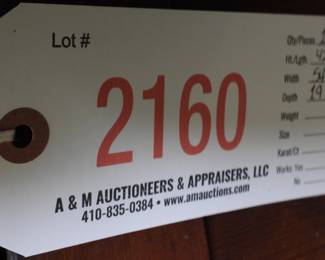 Lot #
2160
A & M AUCTIONEERS & APPRAISERS, LLC
410-835-0384 • www.amauctions.com
Qty/Pieces
Ht./Lgth
Width
Depth 19
Weight
Size
Karat/Ct
Works: Yes
No